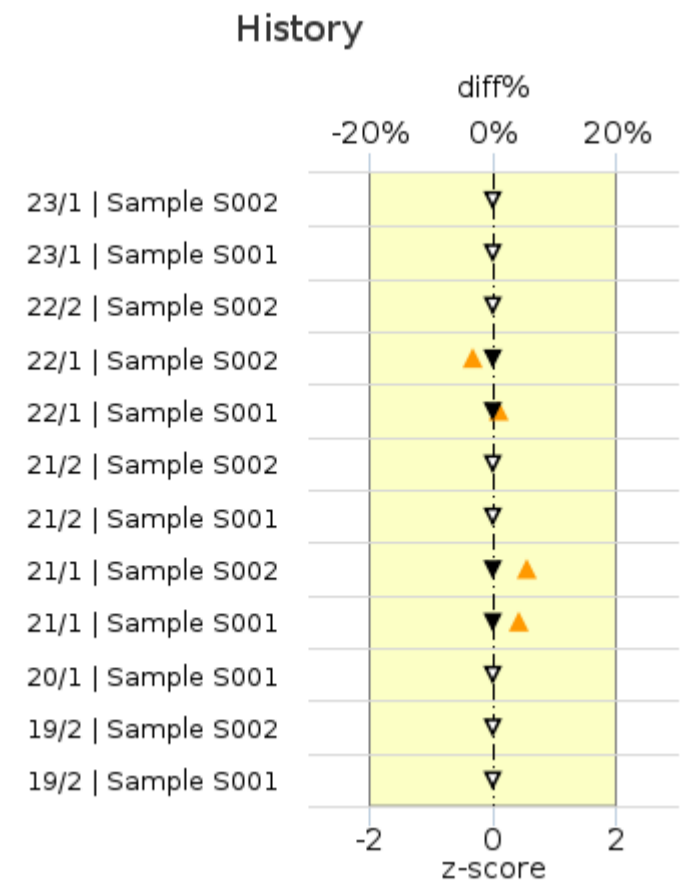 History
diff%
-20% 0% 20%
23/1 | Sample S002
23/1 | Sample S001
22/2 | Sample S002
22/1 | Sample S002
22/1 | Sample S001
21/2 | Sample S002
21/2 | Sample S001
21/1 | Sample S002
21/1 | Sample S001
20/1 | Sample S001
19/2 | Sample S002
19/2 | Sample S001
-2 0 2
z-score